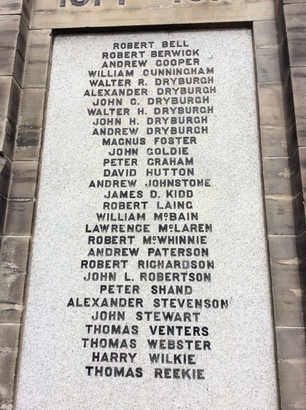 ROBERT BELL
ROBERT BERWICK
ANDREW COOPER
WILLIAM CUNNINGHAM
WALTER R. DRYBURGH
ALEXANDER DRYBURGH
JOHN C. DRYBURGH
WALTER H. DRYBURGH
JOHN H. DRYBURGH
ANDREW DRYBURGH
MAGNUS FOSTER
JOHN GOLDIE
PETER GRAHAM
DAVID HUTTON
ANDREW JOHNSTONE
JAMES D. KIDD
ROBERT LAING
WILLIAM McBAIN
LAWRENCE McLAREN
ROBERT McWHINNIE
ANDREW PATERSON
ROBERT RICHARDSON
JOHN L. ROBERTSON
PETER SHAND
ALEXANDER STEVENSON
JOHN STEWART
THOMAS VENTERS
THOMAS WEBSTER
HARRY WILKIE
THOMAS REEKIE